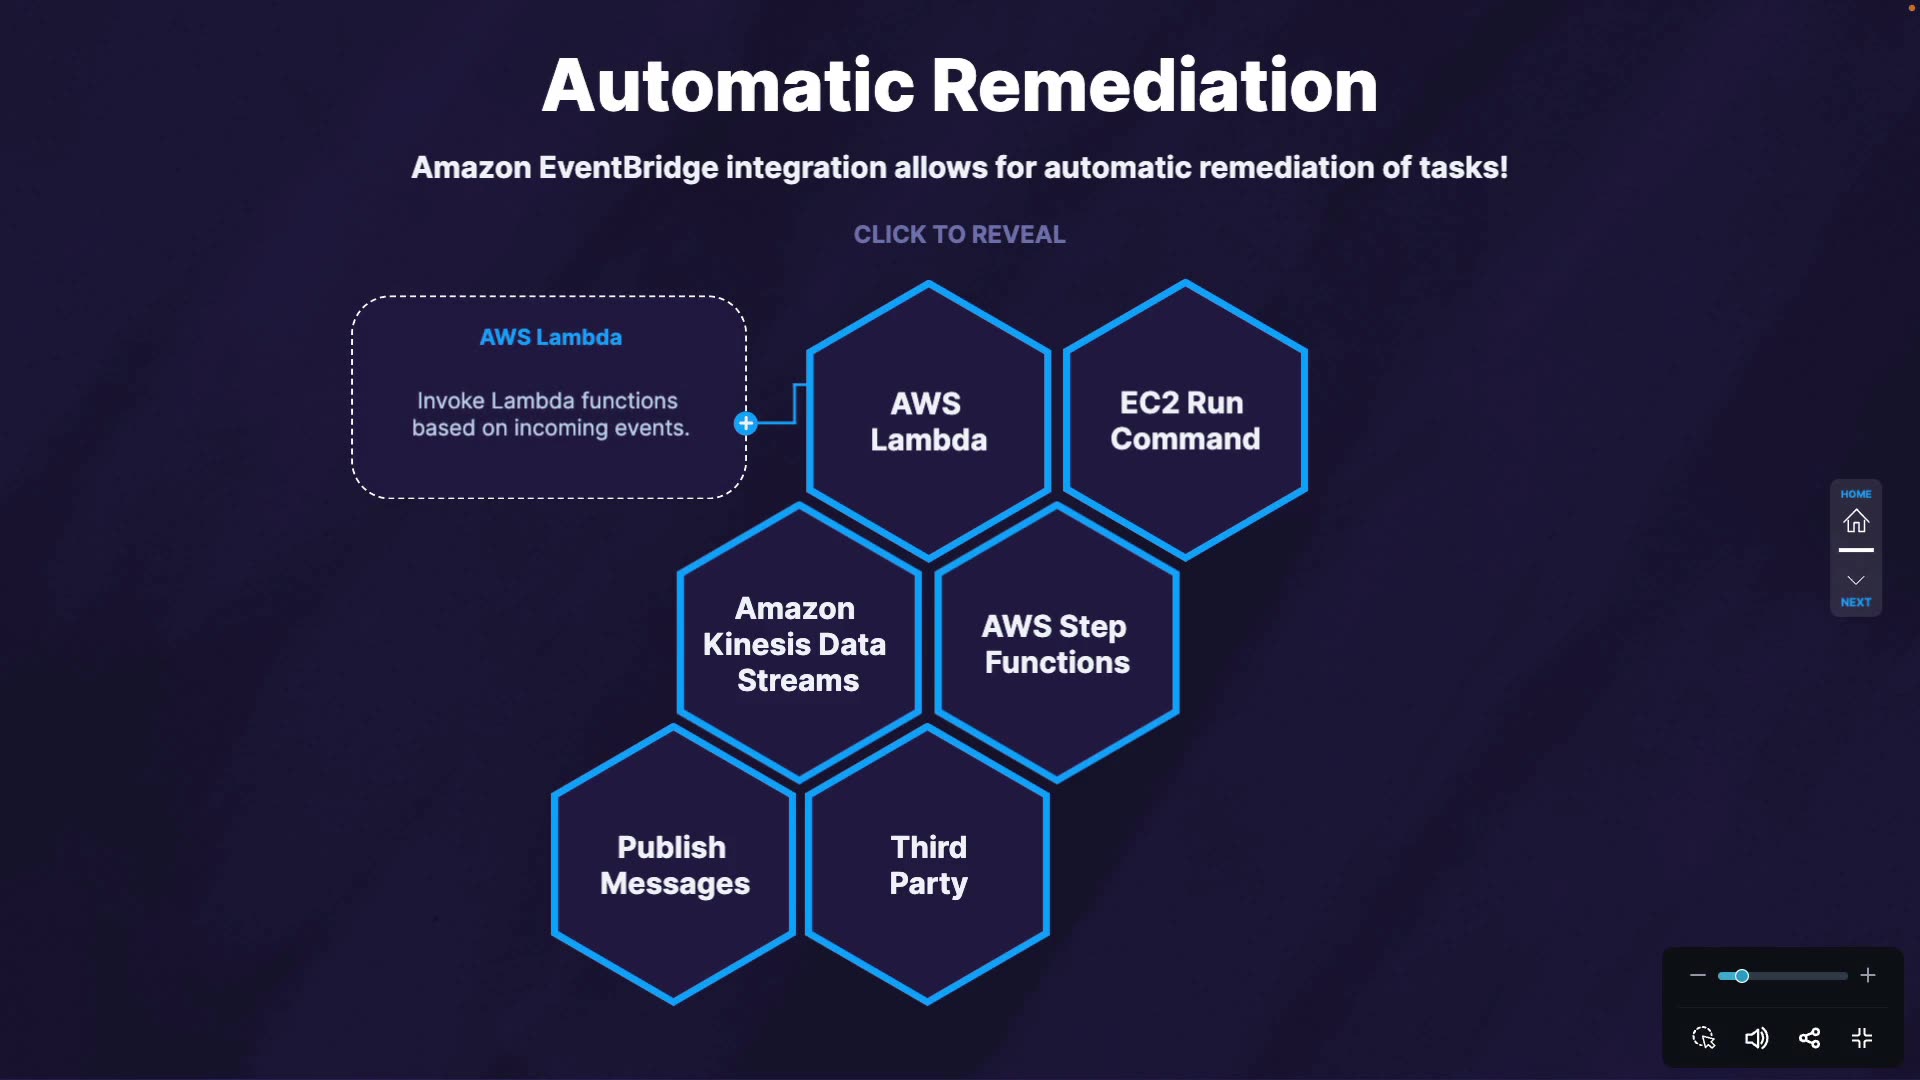 Automatic Remediation
Amazon EventBridge integration allows for automatic remediation of tasks!
CLICK TO REVEAL
AWS Lambda
Invoke Lambda functions
based on incoming events.
AWS
Lambda
EC2 Run
Command
Amazon
Kinesis Data
Streams
AWS Step
Functions
Publish
Messages
Third
Party
HOME
NEXT